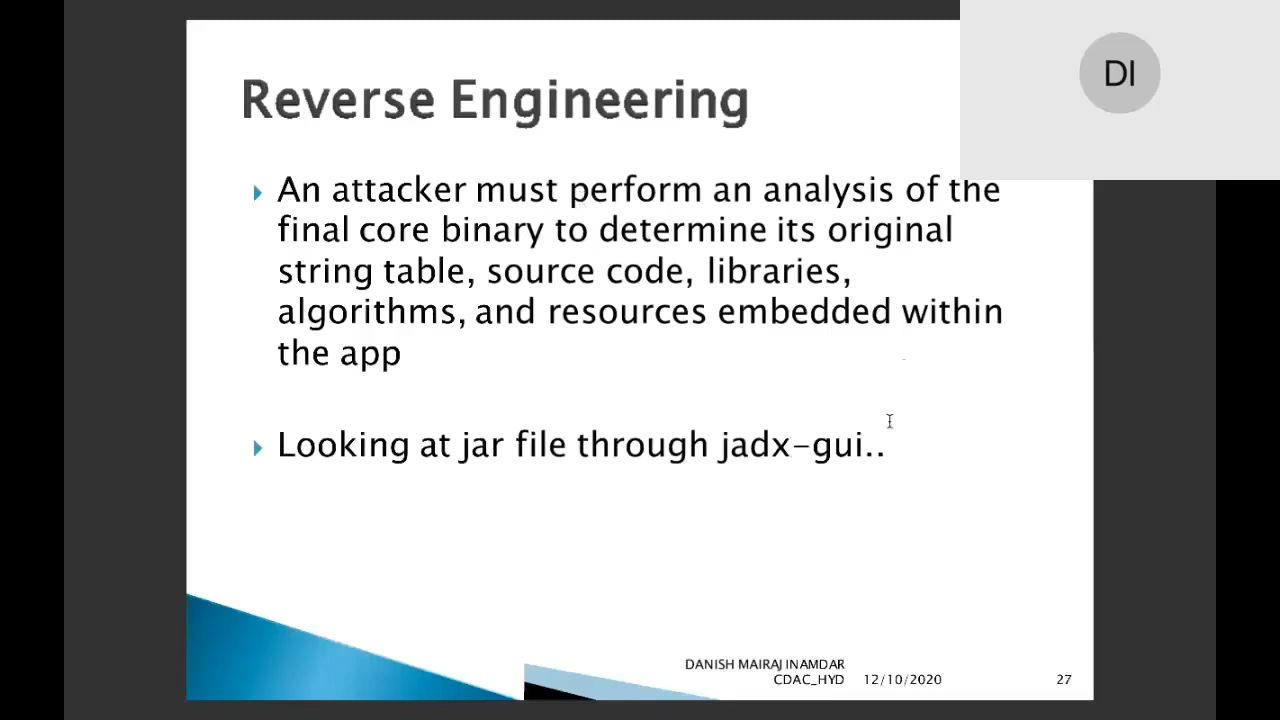 DI
Reverse Engineering
An attacker must perform an analysis of the
final core binary to determine its original
string table, source code, libraries,
algorithms, and resources embedded within
the app
Looking at jar file through jadx-gui..
DANISH MAIRAJ INAMDAR
CDAC_HYD 12/10/2020 27